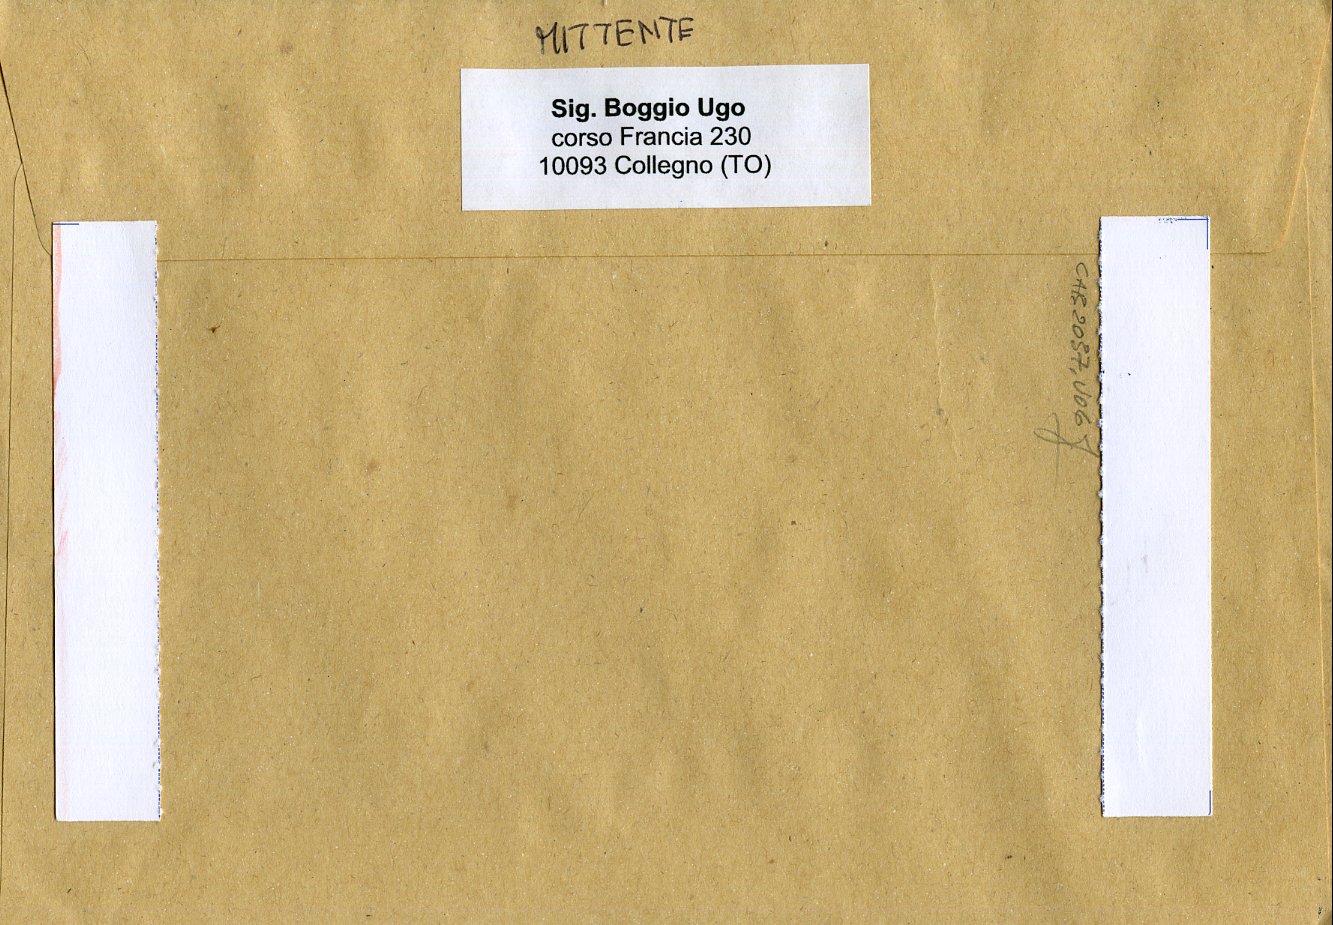 MITTENTE
Sig. Boggio Ugo
corso Francia 230
10093 Collegno (TO)